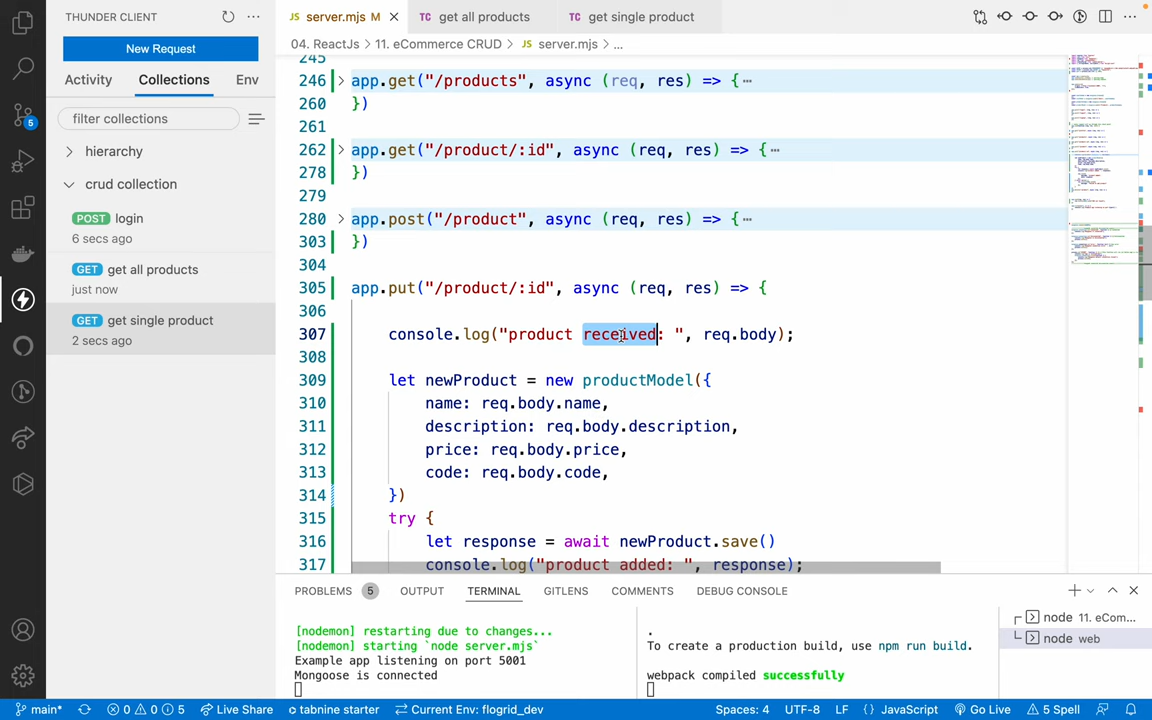 THUNDER CLIENT
New Request
Activity Collections Env
filter collections
hierarchy
crud collection
POST login
6 secs ago
GET get all products
just now
GET get single product
2 secs ago
5
JS server.mjs M
TC get all products
TC get single product
04. ReactJs > 11. eCommerce CRUD > JS server.mjs > ...
245
246 app.get("/products", async (req, res) => {
260 })
261
262 app.get("/product/:id", async (req, res) => {
278 })
279
280 app.post("/product", async (req, res) => {
303 })
304
305 app.put("/product/:id", async (req, res) => {
306
307 console.log("product received: ", req.body);
308
309 let newProduct = new productModel({
310 name: req.body.name,
311 description: req.body.description,
312 price: req.body.price,
313 code: req.body.code,
314 })
315 try {
316 let response = await newProduct.save()
317 console.log("product added: ", response);
PROBLEMS 5 OUTPUT TERMINAL GITLENS COMMENTS DEBUG CONSOLE
[nodemon] restarting due to changes...
[nodemon] starting `node server.mjs`
Example app listening on port 5001
Mongoose is connected
.
To create a production build, use npm run build.
webpack compiled successfully
node 11. eCom...
node web
main* 0 0 5 Live Share tabnine starter Current Env: flogrid_dev Spaces: 4 UTF-8 LF {} JavaScript Go Live 5 Spell